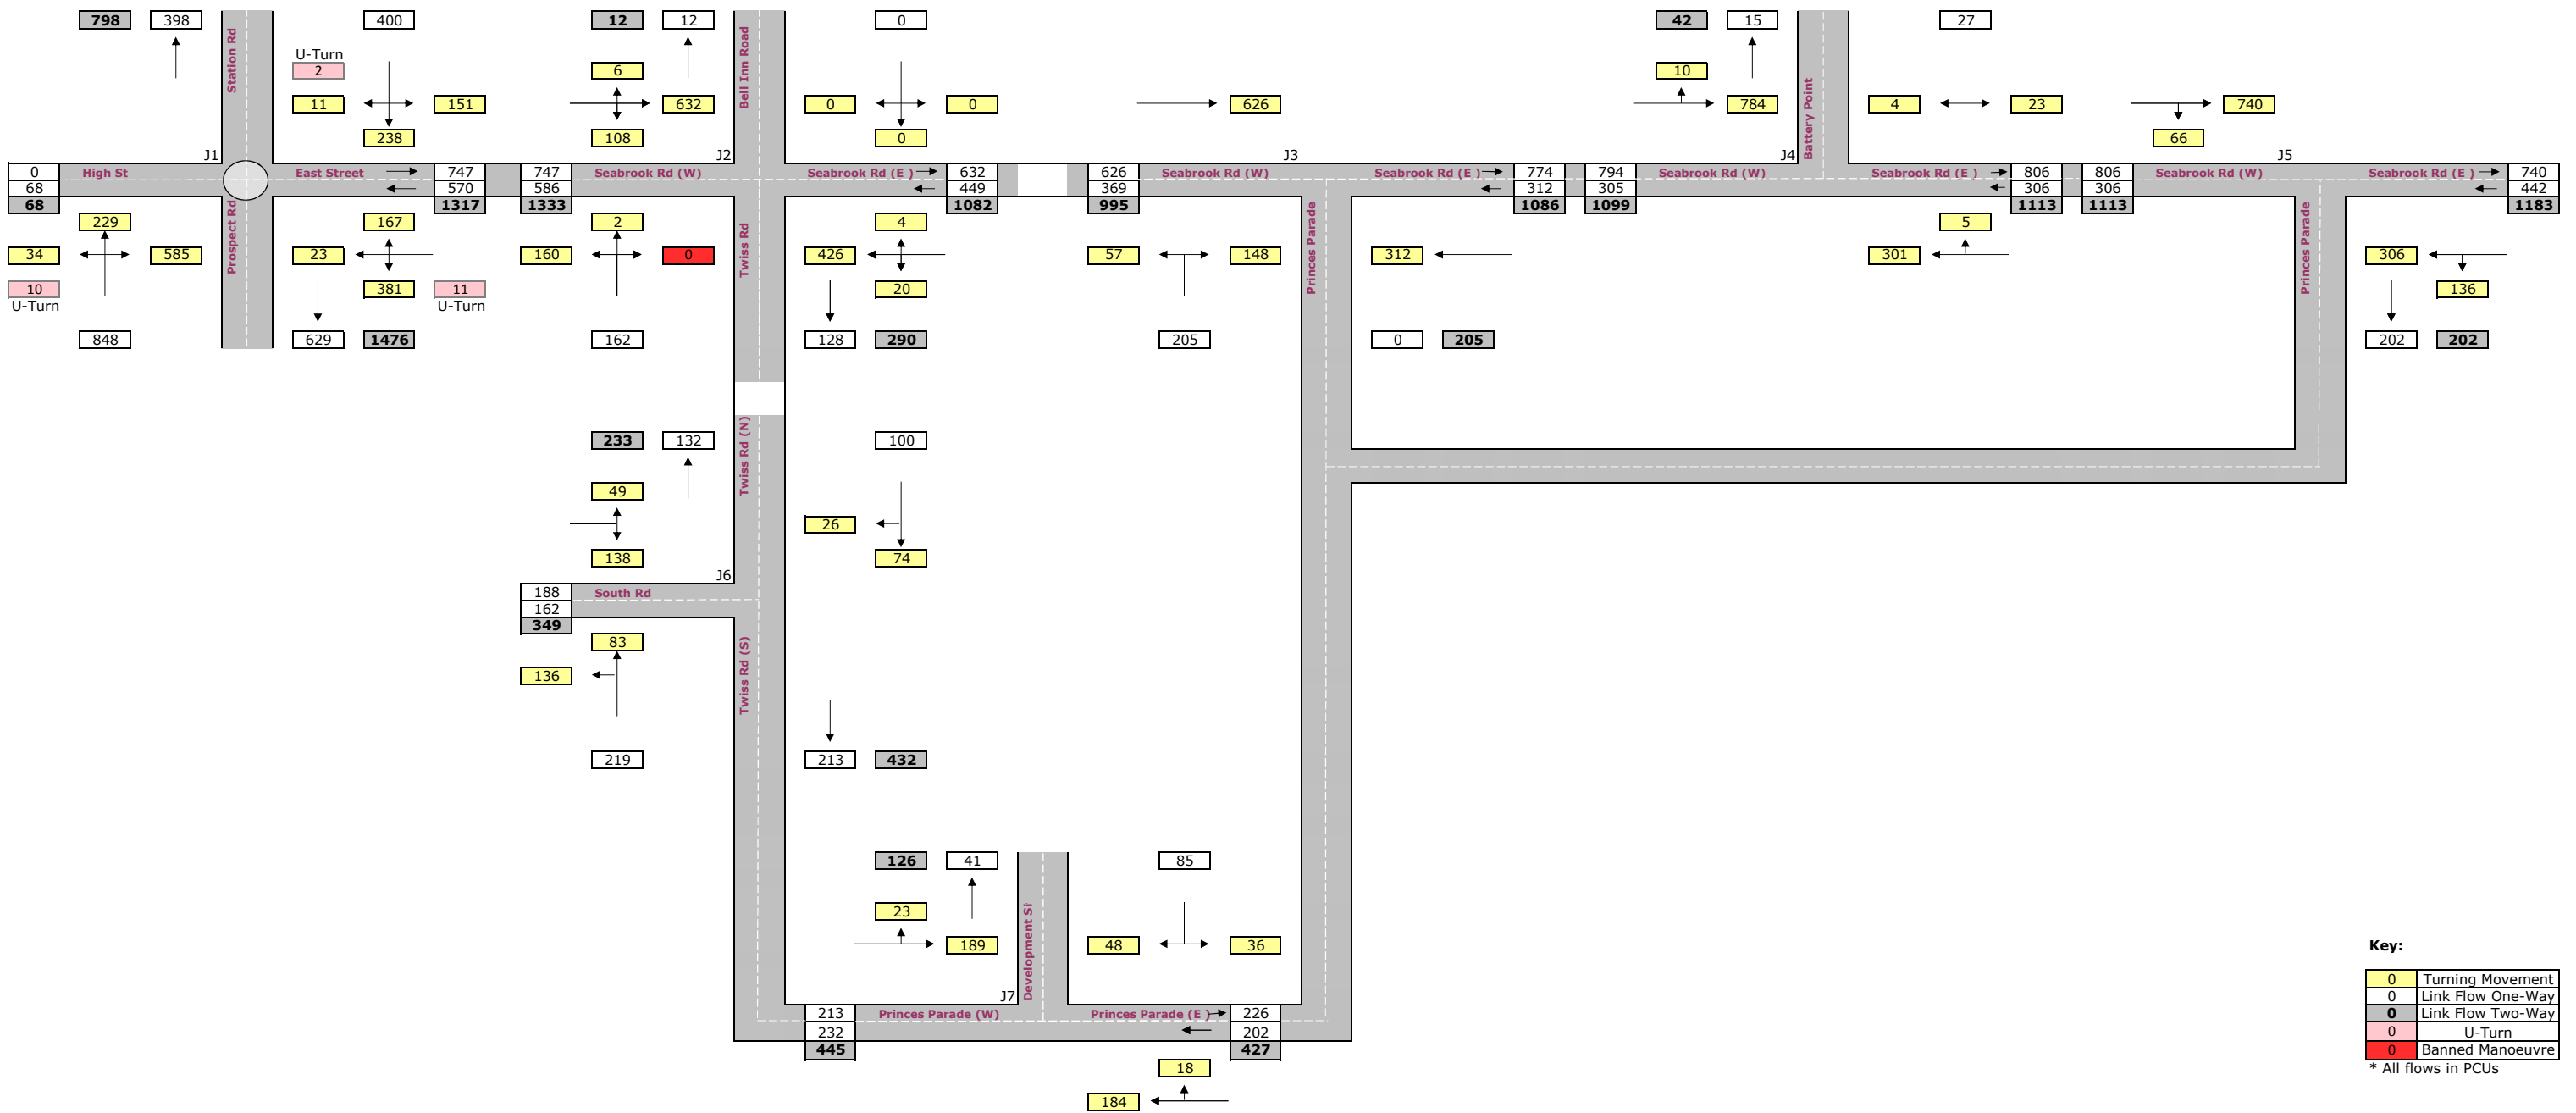 798 398 400 12 12 0 42 15 27
Station Rd
Bell Inn Road
Battery Point
U-Turn
2 6 10
11 151 632 0 0 626 784 4 23 740
238 108 0 66
J1 J2 J3 J4 J5
0 High St East Street 747 747 Seabrook Rd (W) Seabrook Rd (E ) 632 626 Seabrook Rd (W) Seabrook Rd (E ) 774 794 Seabrook Rd (W) Seabrook Rd (E ) 806 806 Seabrook Rd (W) Seabrook Rd (E ) 740
68 570 586 449 369 312 305 306 306 442
68 1317 1333 1082 995 1086 1099 1113 1113 1183
Prospect Rd
Twiss Rd
Princes Parade
Princes Parade
229 167 2 4 5
34 585 23 160 0 426 57 148 312 301 306
10 381 11 20 136
U-Turn U-Turn
848 629 1476 162 128 290 205 0 205 202 202
233 132 100
Twiss Rd (N)
49
26
138 74
J6
188 South Rd
162
349
83
136
Twiss Rd (S)
219 213 432
126 41 85
23
189 48 36
Development Si
J7
213 Princes Parade (W) Princes Parade (E ) 226
232 202
445 427
18
184
Key:
0 Turning Movement
0 Link Flow One-Way
0 Link Flow Two-Way
0 U-Turn
0 Banned Manoeuvre
* All flows in PCUs